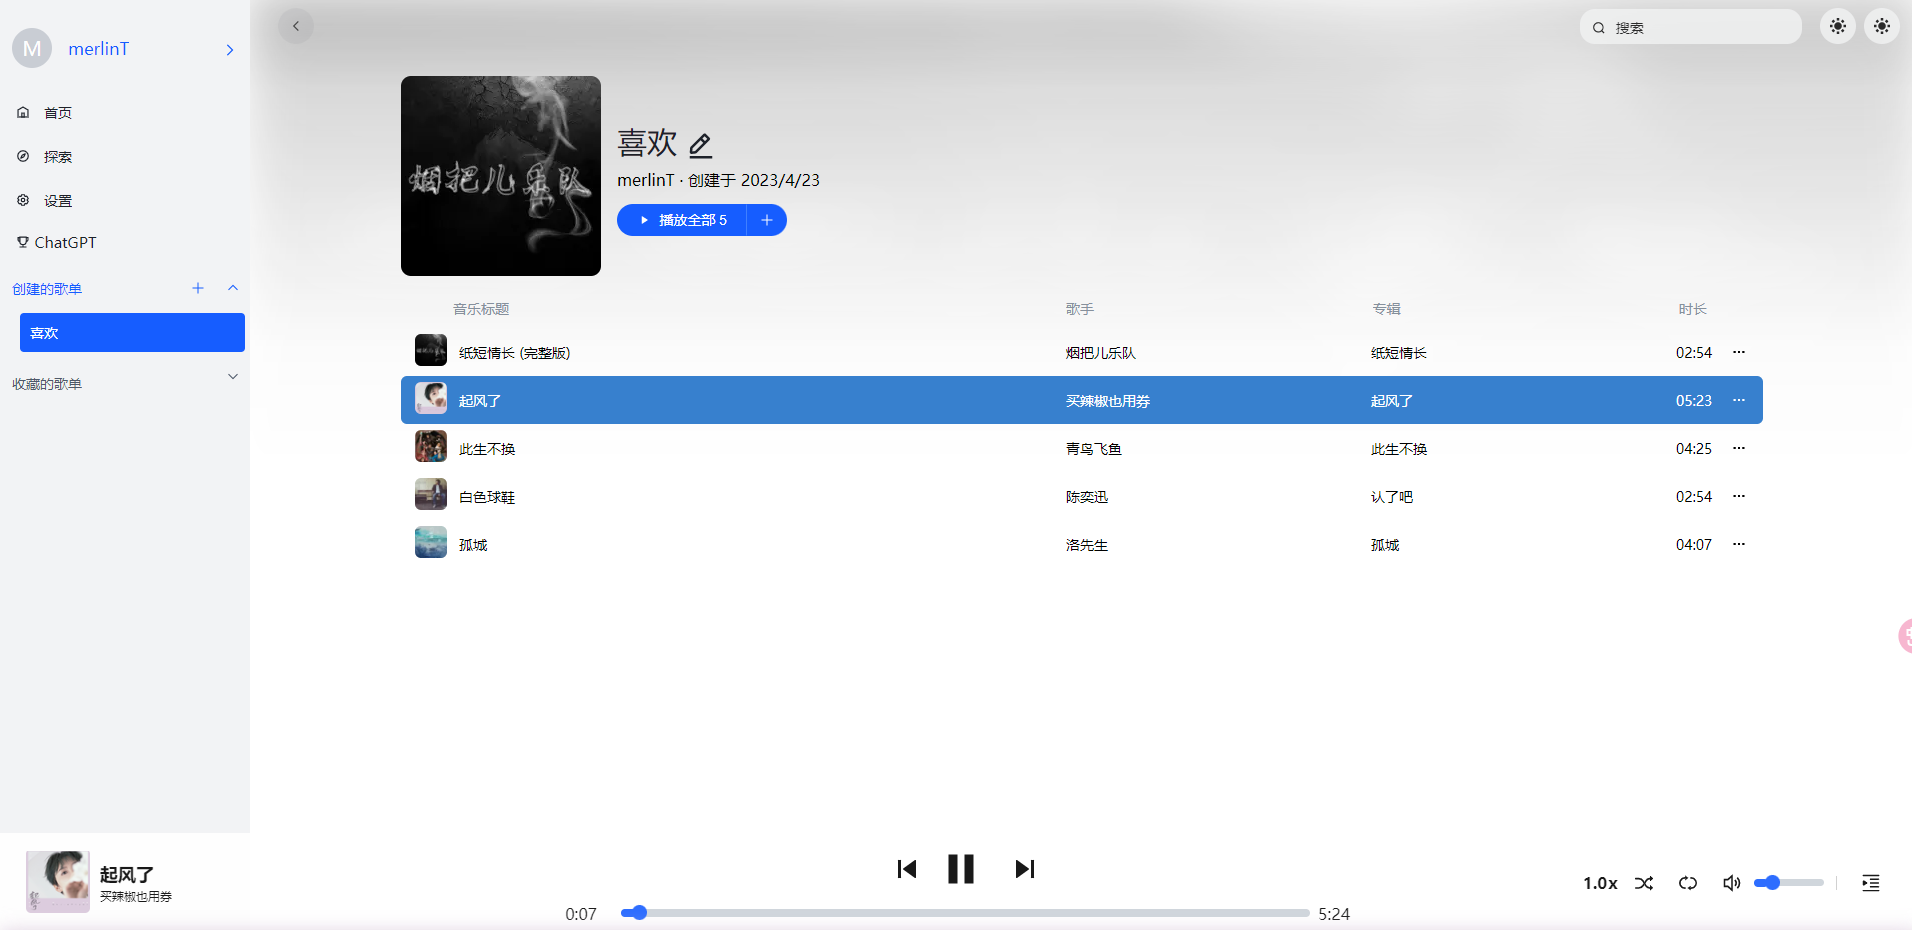 M
merlinT
首页
探索
设置
ChatGPT
创建的歌单
喜欢
收藏的歌单
搜索
烟把儿乐队
喜欢
merlinT · 创建于 2023/4/23
播放全部 5
音乐标题 歌手 专辑 时长
纸短情长 (完整版) 烟把儿乐队 纸短情长 02:54
起风了 买辣椒也用券 起风了 05:23
此生不换 青鸟飞鱼 此生不换 04:25
白色球鞋 陈奕迅 认了吧 02:54
孤城 洛先生 孤城 04:07
起风了
买辣椒也用券
0:07 5:24
1.0x